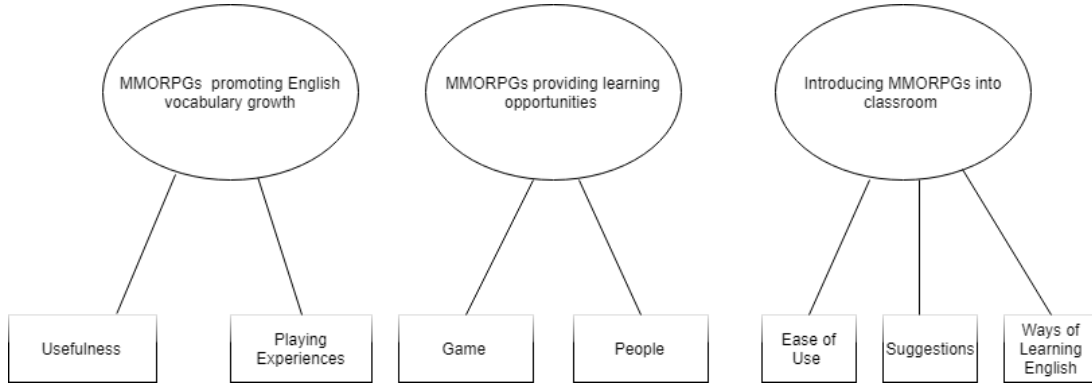 MMORPGs promoting English
vocabulary growth
MMORPGs providing learning
opportunities
Introducing MMORPGs into
classroom
Usefulness
Playing
Experiences
Game
People
Ease of
Use
Suggestions
Ways of
Learning
English